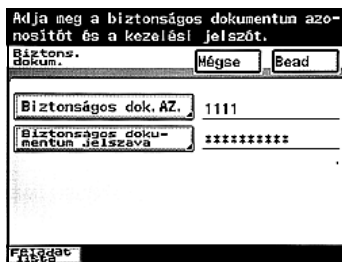 Adja meg a biztonságos dokumentum azo-
nosítót és a kezelési jelszót.
Biztons.
dokum.
Mégse
Bead
Biztonságos dok. AZ.
1111
Biztonságos doku-
mentum jelszava
**********
Feladat
lista